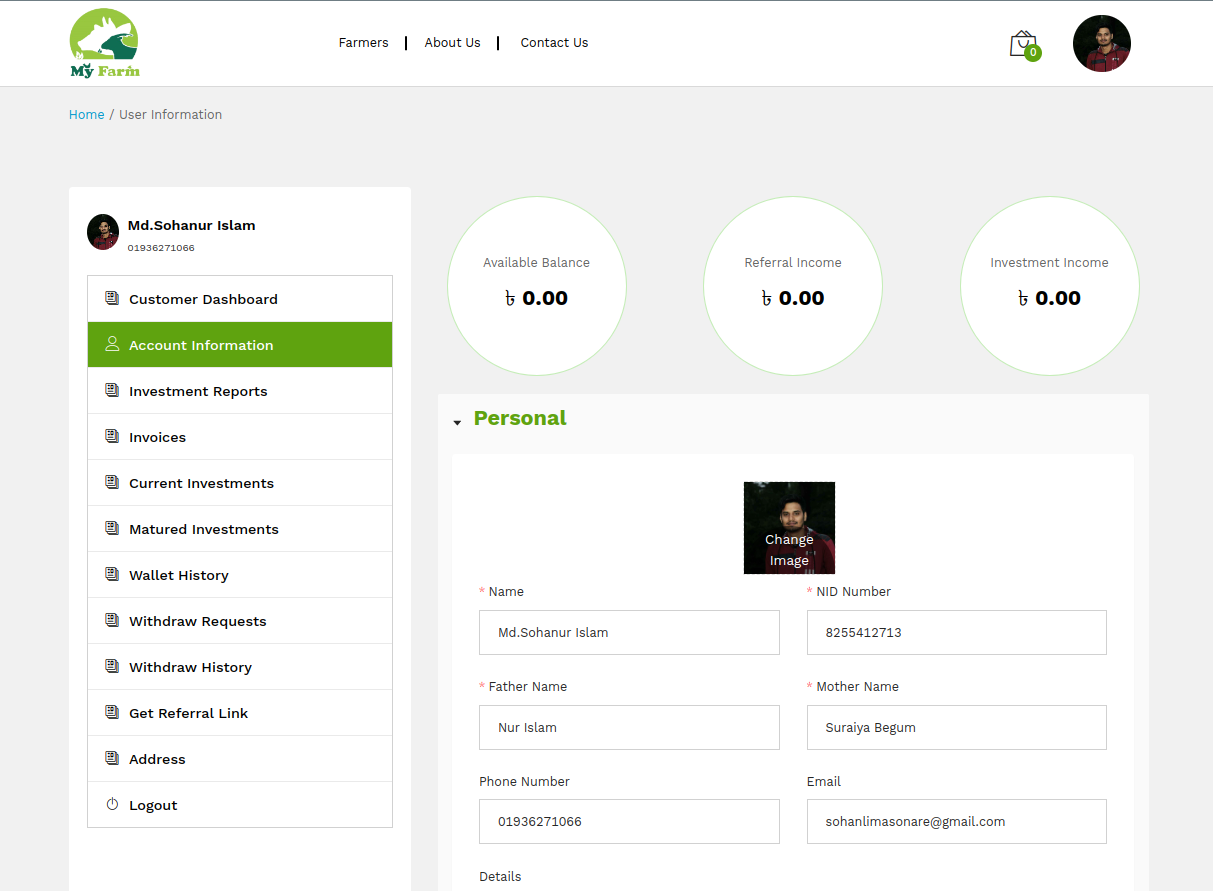 My Farm
Farmers
About Us
Contact Us
0
Home / User Information
Md.Sohanur Islam
01936271066
Customer Dashboard
Account Information
Investment Reports
Invoices
Current Investments
Matured Investments
Wallet History
Withdraw Requests
Withdraw History
Get Referral Link
Address
Logout
Available Balance
৳ 0.00
Referral Income
৳ 0.00
Investment Income
৳ 0.00
Personal
Change
Image
* Name
Md.Sohanur Islam
* NID Number
8255412713
* Father Name
Nur Islam
* Mother Name
Suraiya Begum
Phone Number
01936271066
Email
sohanlimasonare@gmail.com
Details